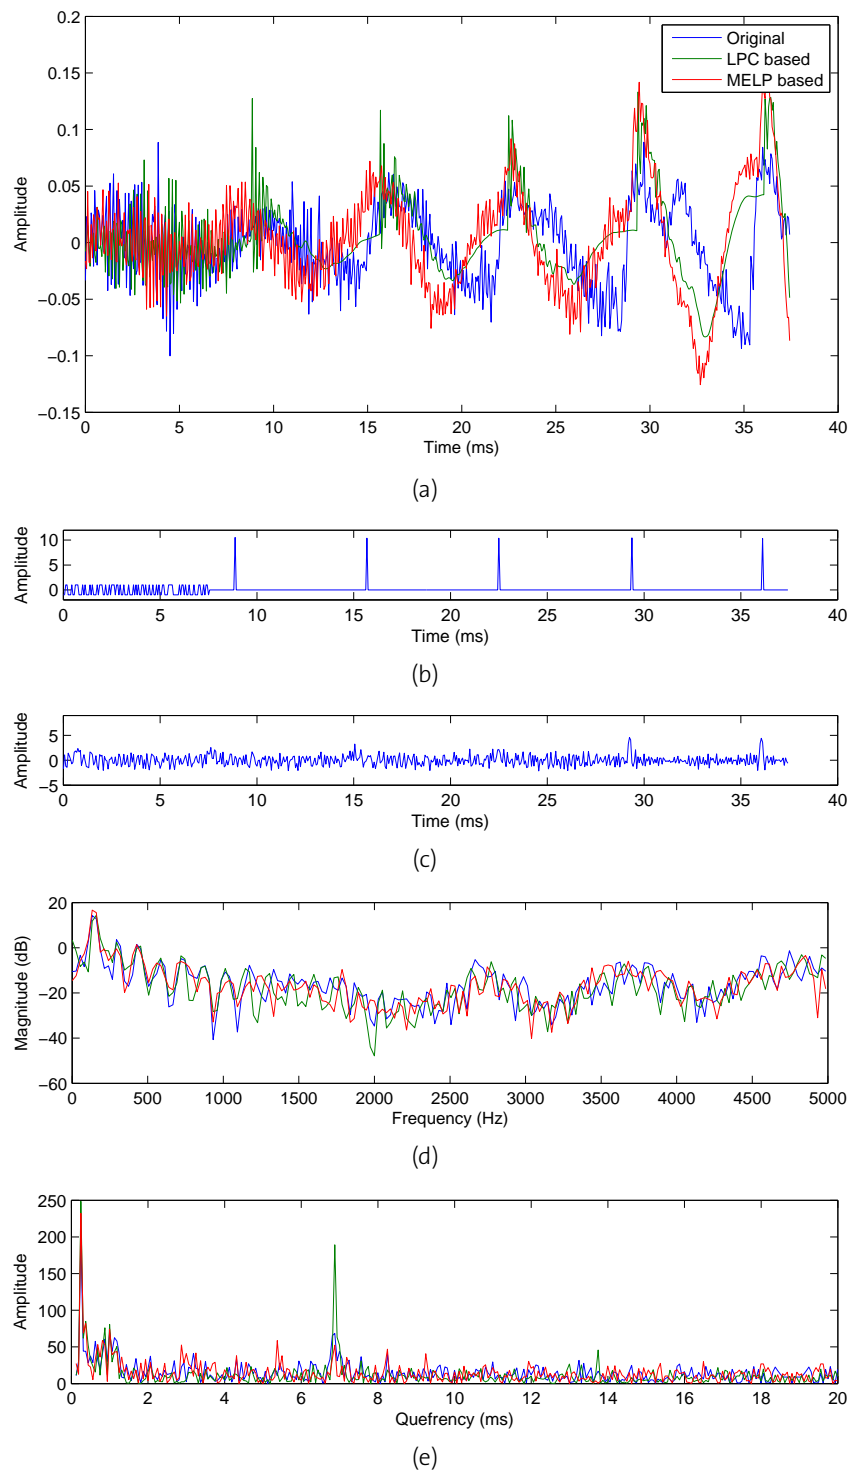 0.2
0.15
0.1
0.05
0
−0.05
−0.1
−0.15
Amplitude
Original
LPC based
MELP based
0 5 10 15 20 25 30 35 40
Time (ms)
(a)
10
5
0
Amplitude
0 5 10 15 20 25 30 35 40
Time (ms)
(b)
5
0
−5
Amplitude
0 5 10 15 20 25 30 35 40
Time (ms)
(c)
20
0
−20
−40
−60
Magnitude (dB)
0 500 1000 1500 2000 2500 3000 3500 4000 4500 5000
Frequency (Hz)
(d)
250
200
150
100
50
0
Amplitude
0 2 4 6 8 10 12 14 16 18 20
Quefrency (ms)
(e)